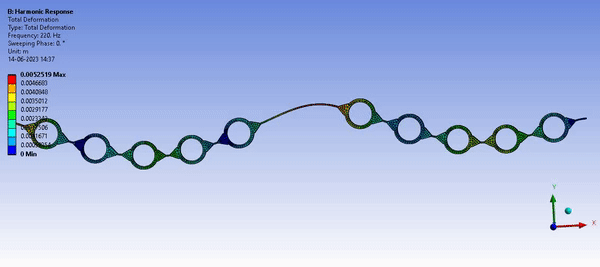 B: Harmonic Response
Total Deformation
Type: Total Deformation
Frequency: 220. Hz
Sweeping Phase: 0. °
Unit: m
14-06-2023 14:37
0.0052519 Max
0.0046683
0.0040848
0.0035012
0.0029177
0 Min
Y
X